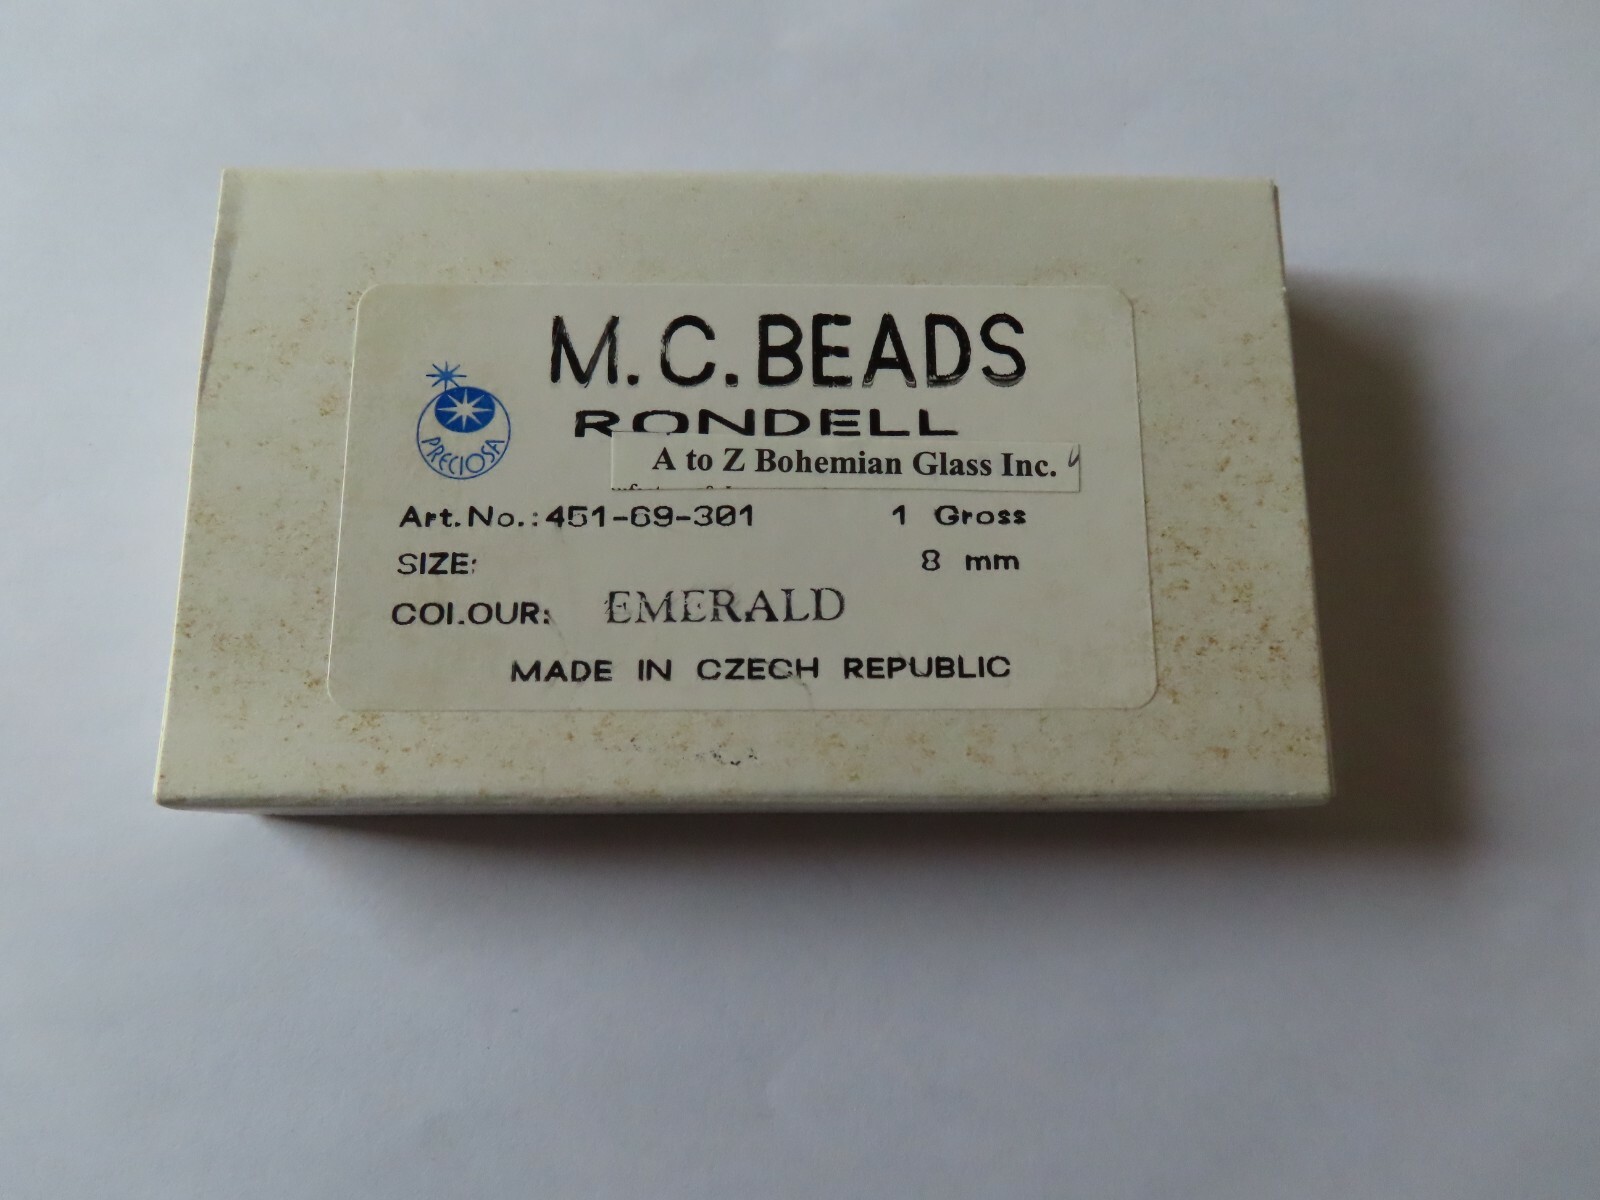 M.C.BEADS
RONDELL
PRECIOSA
A to Z Bohemian Glass Inc.
Art.No.:451-69-301 1 Gross
SIZE: 8 mm
COLOUR: EMERALD
MADE IN CZECH REPUBLIC